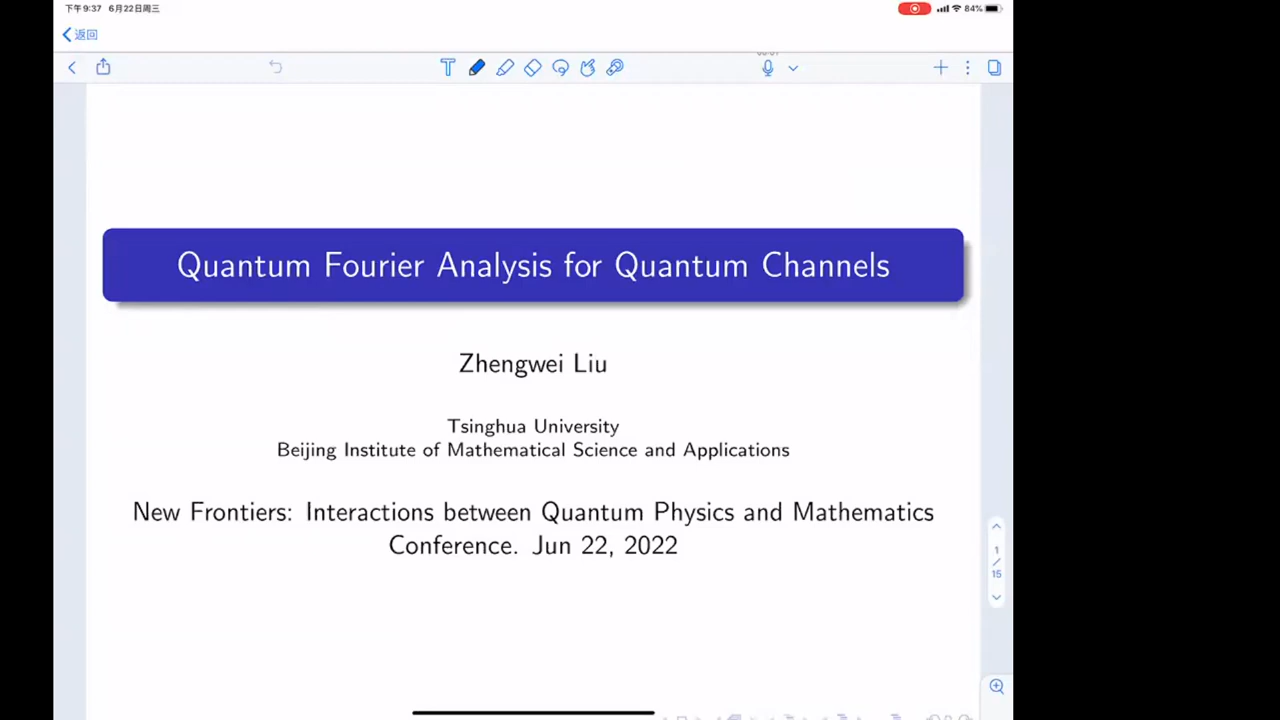 下午9:37 6月22日周三 84%
返回
Quantum Fourier Analysis for Quantum Channels
Zhengwei Liu
Tsinghua University
Beijing Institute of Mathematical Science and Applications
New Frontiers: Interactions between Quantum Physics and Mathematics
Conference. Jun 22, 2022
1
/
15